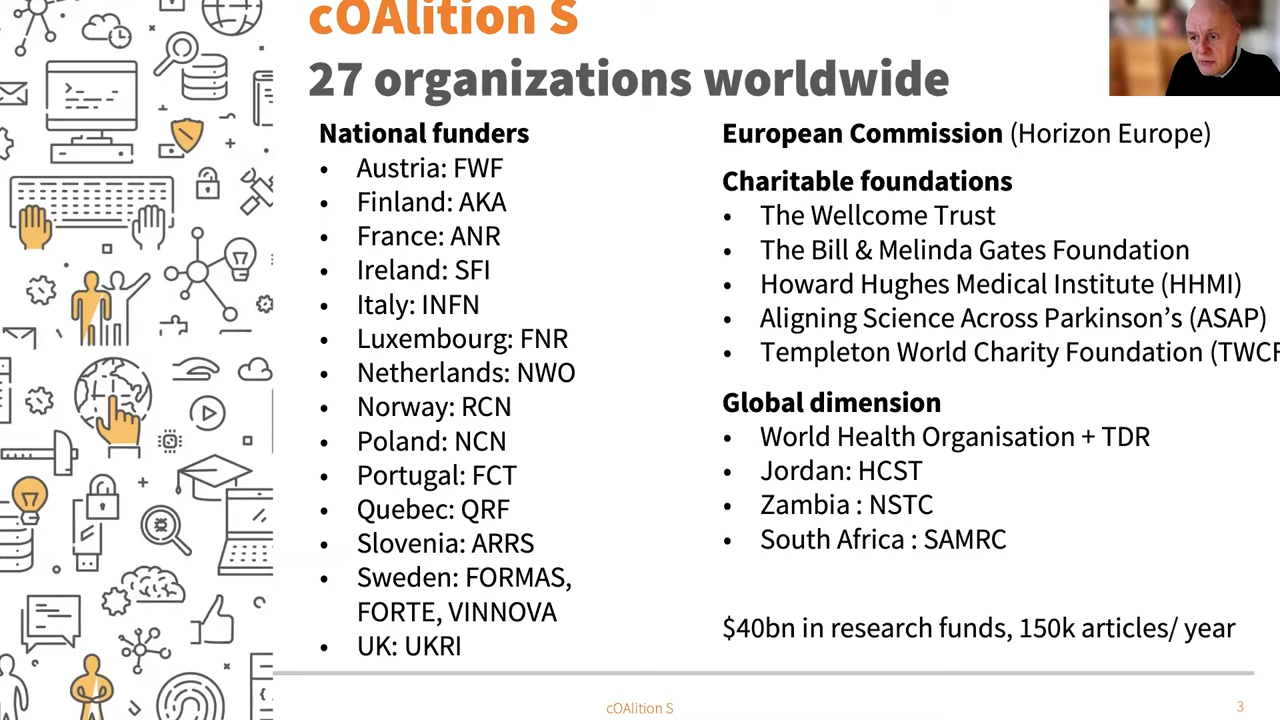 cOAlition S
27 organizations worldwide
National funders
• Austria: FWF
• Finland: AKA
• France: ANR
• Ireland: SFI
• Italy: INFN
• Luxembourg: FNR
• Netherlands: NWO
• Norway: RCN
• Poland: NCN
• Portugal: FCT
• Quebec: QRF
• Slovenia: ARRS
• Sweden: FORMAS,
FORTE, VINNOVA
• UK: UKRI
European Commission (Horizon Europe)
Charitable foundations
• The Wellcome Trust
• The Bill & Melinda Gates Foundation
• Howard Hughes Medical Institute (HHMI)
• Aligning Science Across Parkinson’s (ASAP)
• Templeton World Charity Foundation (TWCF
Global dimension
• World Health Organisation + TDR
• Jordan: HCST
• Zambia : NSTC
• South Africa : SAMRC
$40bn in research funds, 150k articles/ year
cOAlition S
3